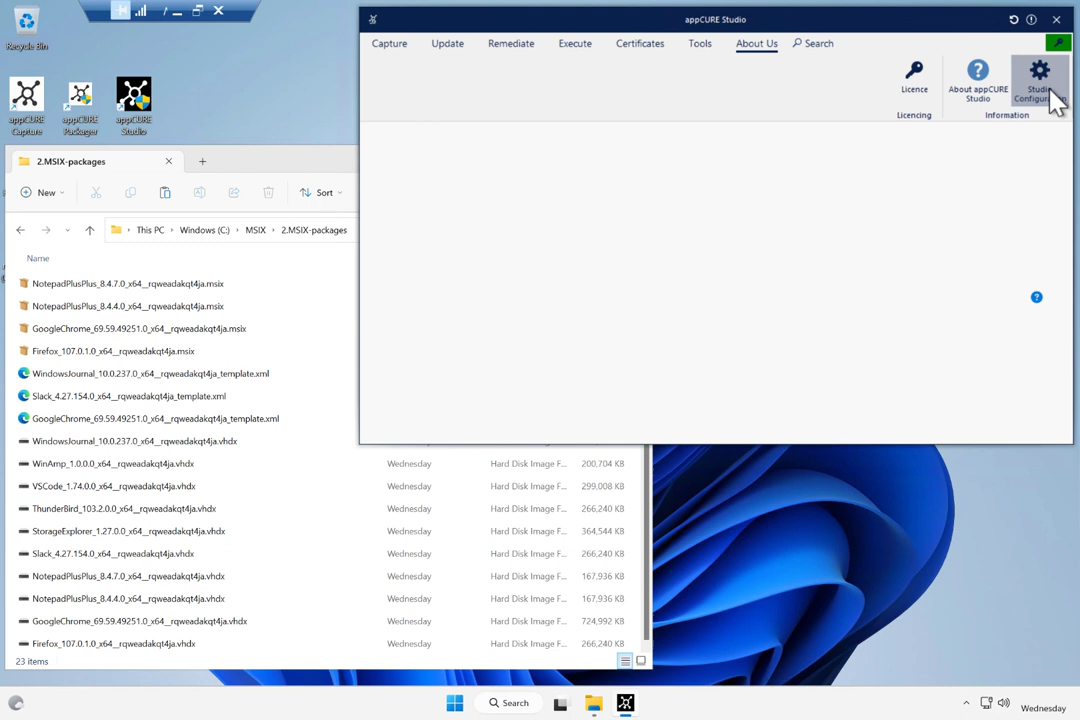 Recycle Bin
appCURE
Capture
appCURE
Packager
appCURE
Studio
appCURE Studio
Capture
Update
Remediate
Execute
Certificates
Tools
About Us
Search
Licence
Licencing
About appCURE
Studio
Studio
Information
2.MSIX-packages
New
Sort
This PC
Windows (C:)
MSIX
2.MSIX-packages
Name
NotepadPlusPlus_8.4.7.0_x64__rqweadakqt4ja.msix
NotepadPlusPlus_8.4.4.0_x64__rqweadakqt4ja.msix
GoogleChrome_69.59.49251.0_x64__rqweadakqt4ja.msix
Firefox_107.0.1.0_x64__rqweadakqt4ja.msix
WindowsJournal_10.0.237.0_x64__rqweadakqt4ja_template.xml
Slack_4.27.154.0_x64__rqweadakqt4ja_template.xml
GoogleChrome_69.59.49251.0_x64__rqweadakqt4ja_template.xml
WindowsJournal_10.0.237.0_x64__rqweadakqt4ja.vhdx
WinAmp_1.0.0.0_x64__rqweadakqt4ja.vhdx Wednesday Hard Disk Image F... 200,704 KB
VSCode_1.74.0.0_x64__rqweadakqt4ja.vhdx Wednesday Hard Disk Image F... 299,008 KB
ThunderBird_103.2.0.0_x64__rqweadakqt4ja.vhdx Wednesday Hard Disk Image F... 266,240 KB
StorageExplorer_1.27.0.0_x64__rqweadakqt4ja.vhdx Wednesday Hard Disk Image F... 364,544 KB
Slack_4.27.154.0_x64__rqweadakqt4ja.vhdx Wednesday Hard Disk Image F... 266,240 KB
NotepadPlusPlus_8.4.7.0_x64__rqweadakqt4ja.vhdx Wednesday Hard Disk Image F... 167,936 KB
NotepadPlusPlus_8.4.4.0_x64__rqweadakqt4ja.vhdx Wednesday Hard Disk Image F... 167,936 KB
GoogleChrome_69.59.49251.0_x64__rqweadakqt4ja.vhdx Wednesday Hard Disk Image F... 724,992 KB
Firefox_107.0.1.0_x64__rqweadakqt4ja.vhdx Wednesday Hard Disk Image F... 266,240 KB
23 items
Search
Wednesday